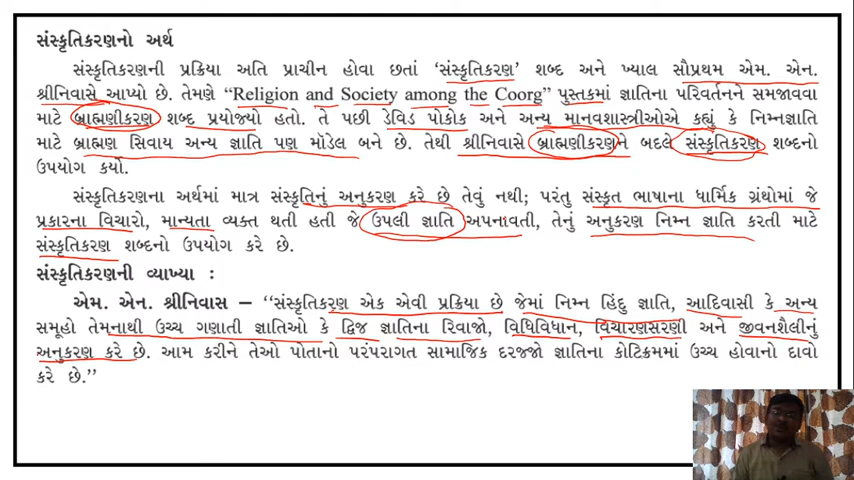 સંસ્કૃતિકરણનો અર્થ
સંસ્કૃતિકરણની પ્રક્રિયા અતિ પ્રાચીન હોવા છતાં ‘સંસ્કૃતિકરણ’ શબ્દ અને ખ્યાલ સૌપ્રથમ એમ. એન.
શ્રીનિવાસે આપ્યો છે. તેમણે “Religion and Society among the Coorg” પુસ્તકમાં જ્ઞાતિના પરિવર્તનને સમજાવવા
માટે બ્રાહ્મણીકરણ શબ્દ પ્રયોજ્યો હતો. તે પછી ડેવિડ પોકોક અને અન્ય માનવશાસ્ત્રીઓએ કહ્યું કે નિમ્નજ્ઞાતિ
માટે બ્રાહ્મણ સિવાય અન્ય જ્ઞાતિ પણ મૉડેલ બને છે. તેથી શ્રીનિવાસે બ્રાહ્મણીકરણને બદલે સંસ્કૃતિકરણ શબ્દનો
ઉપયોગ કર્યો.
સંસ્કૃતિકરણના અર્થમાં માત્ર સંસ્કૃતિનું અનુકરણ કરે છે તેવું નથી; પરંતુ સંસ્કૃત ભાષાના ધાર્મિક ગ્રંથોમાં જે
પ્રકારના વિચારો, માન્યતા વ્યક્ત થતી હતી જે ઉપલી જ્ઞાતિ અપનાવતી, તેનું અનુકરણ નિમ્ન જ્ઞાતિ કરતી માટે
સંસ્કૃતિકરણ શબ્દનો ઉપયોગ કરે છે.
સંસ્કૃતિકરણની વ્યાખ્યા :
એમ. એન. શ્રીનિવાસ – “સંસ્કૃતિકરણ એક એવી પ્રક્રિયા છે જેમાં નિમ્ન હિંદુ જ્ઞાતિ, આદિવાસી કે અન્ય
સમૂહો તેમનાથી ઉચ્ચ ગણાતી જ્ઞાતિઓ કે દ્વિજ જ્ઞાતિના રિવાજો, વિધિવિધાન, વિચારણસરણી અને જીવનશૈલીનું
અનુકરણ કરે છે. આમ કરીને તેઓ પોતાનો પરંપરાગત સામાજિક દરજ્જો જ્ઞાતિના કોટિક્રમમાં ઉચ્ચ હોવાનો દાવો
કરે છે.”